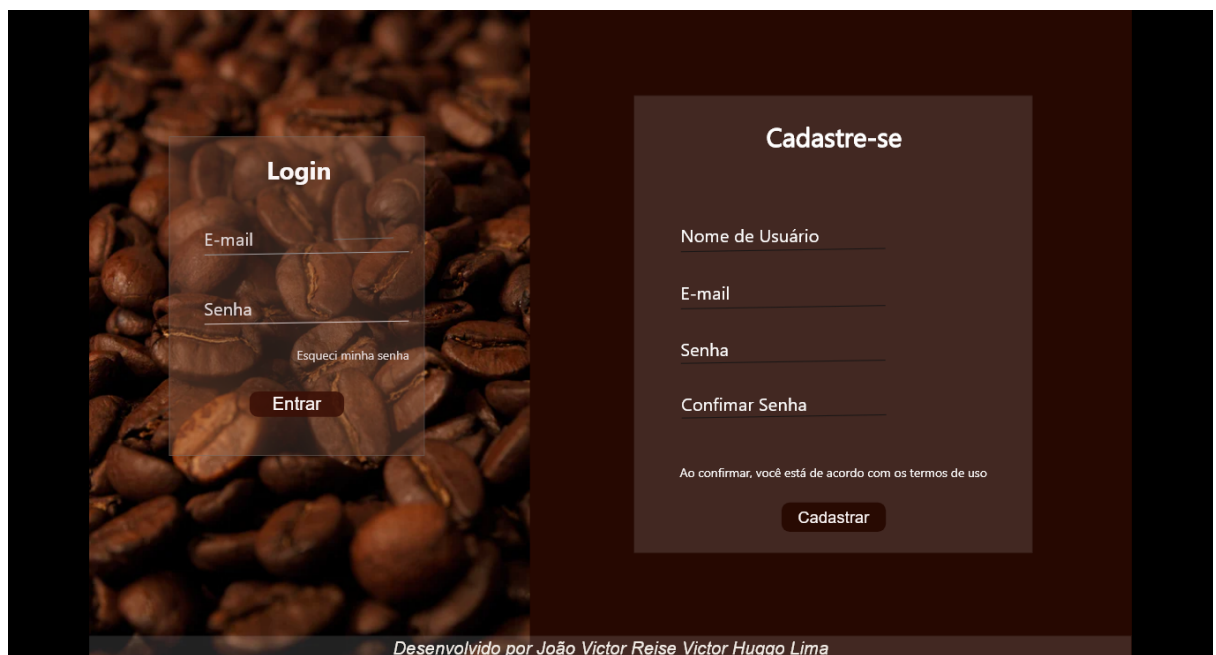 Login
E-mail
Senha
Esqueci minha senha
Entrar
Cadastre-se
Nome de Usuário
E-mail
Senha
Confimar Senha
Ao confirmar, você está de acordo com os termos de uso
Cadastrar
Desenvolvido por João Victor Reise Victor Huggo Lima